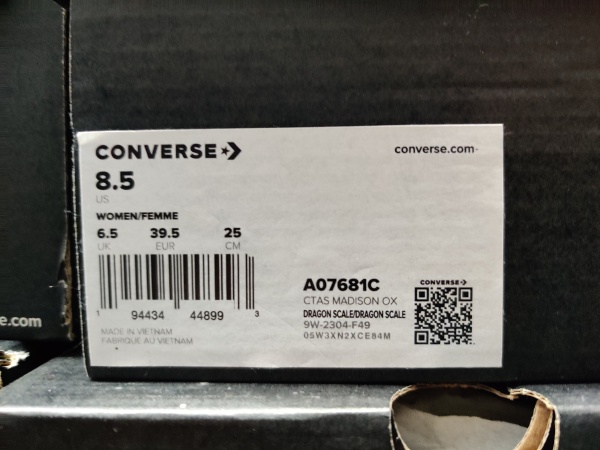 CONVERSE
converse.com
8.5
US
WOMEN/FEMME
6.5 39.5 25
UK EUR CM
1 94434 44899 3
A07681C
CTAS MADISON OX
DRAGON SCALE/DRAGON SCALE
9W-2304-F49
05W3XN2XCE84M
CONVERSE
MADE IN VIETNAM
FABRIQUE AU VIETNAM
e.com